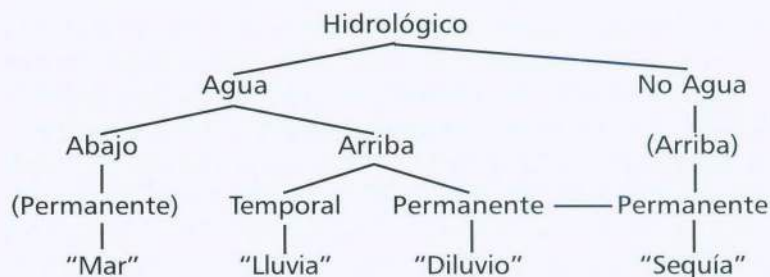 Hidrológico
Agua No Agua
Abajo Arriba (Arriba)
(Permanente) Temporal Permanente Permanente
“Mar” “Lluvia” “Diluvio” “Sequía”